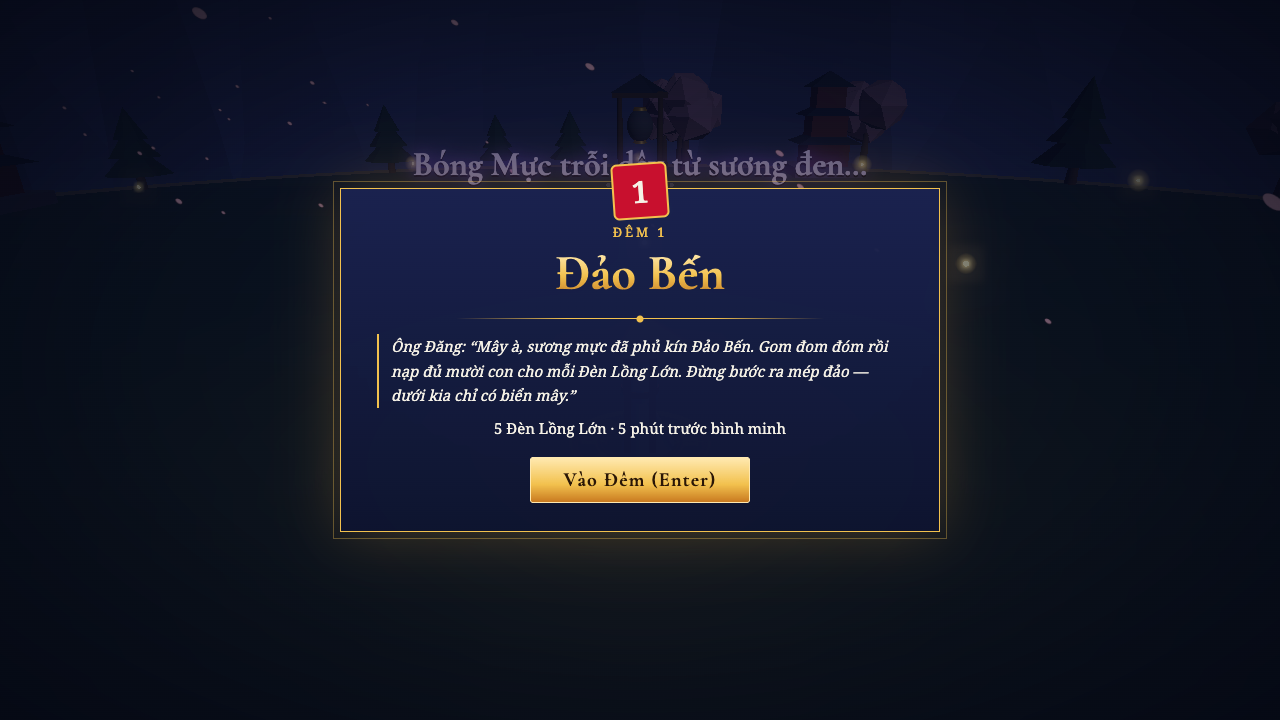 Bóng Mực trỗi dậy từ sương đen...
1
ĐÊM 1
Đảo Bến
Ông Đăng: “Mây à, sương mực đã phủ kín Đảo Bến. Gom đom đóm rồi
nạp đủ mười con cho mỗi Đèn Lồng Lớn. Đừng bước ra mép đảo —
dưới kia chỉ có biển mây.”
5 Đèn Lồng Lớn · 5 phút trước bình minh
Vào Đêm (Enter)